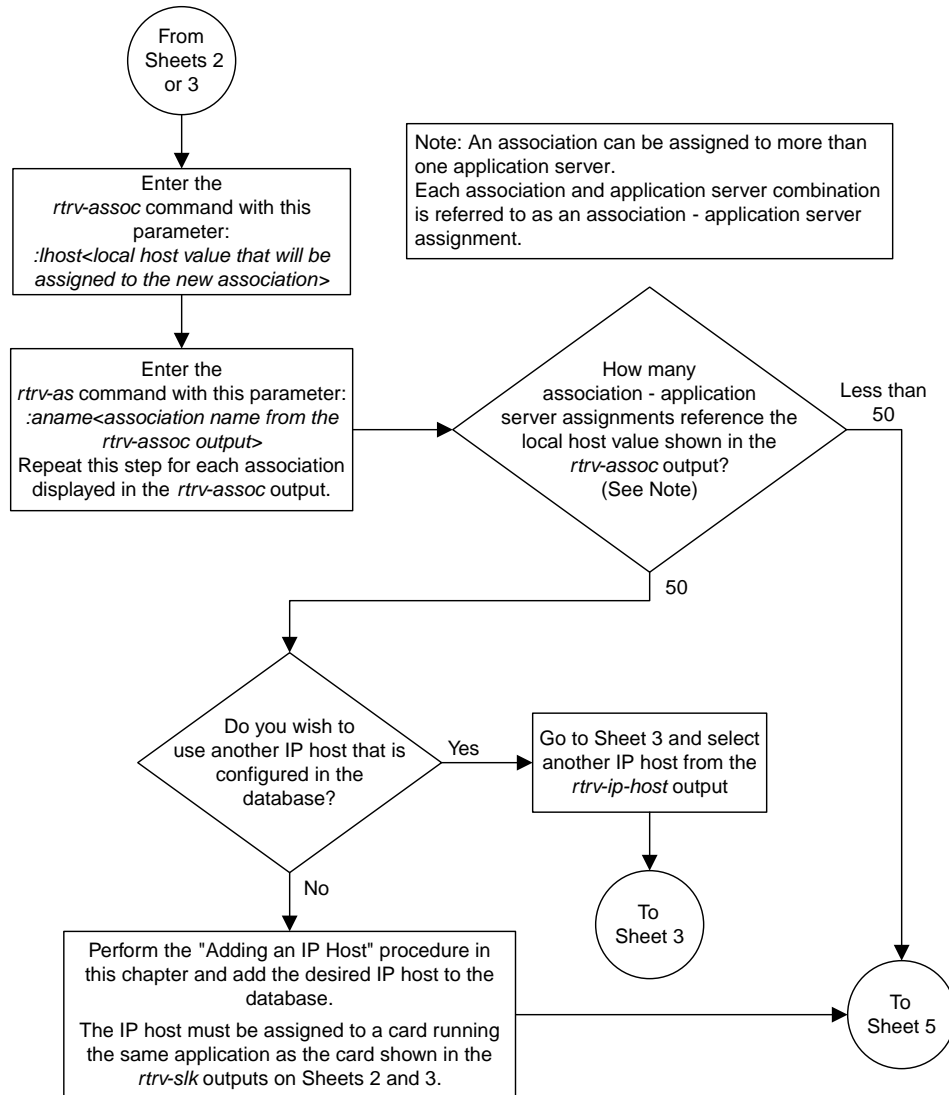 From
Sheets 2
or 3
Enter the
rtrv-assoc command with this
parameter:
:lhost<local host value that will be
assigned to the new association>
Note: An association can be assigned to more than
one application server.
Each association and application server combination
is referred to as an association - application server
assignment.
Enter the
rtrv-as command with this parameter:
:aname<association name from the
rtrv-assoc output>
Repeat this step for each association
displayed in the rtrv-assoc output.
How many
association - application
server assignments reference the
local host value shown in the
rtrv-assoc output?
(See Note)
Less than
50
50
Do you wish to
use another IP host that is
configured in the
database?
Yes
Go to Sheet 3 and select
another IP host from the
rtrv-ip-host output
To
Sheet 3
No
Perform the "Adding an IP Host" procedure in
this chapter and add the desired IP host to the
database.
The IP host must be assigned to a card running
the same application as the card shown in the
rtrv-slk outputs on Sheets 2 and 3.
To
Sheet 5